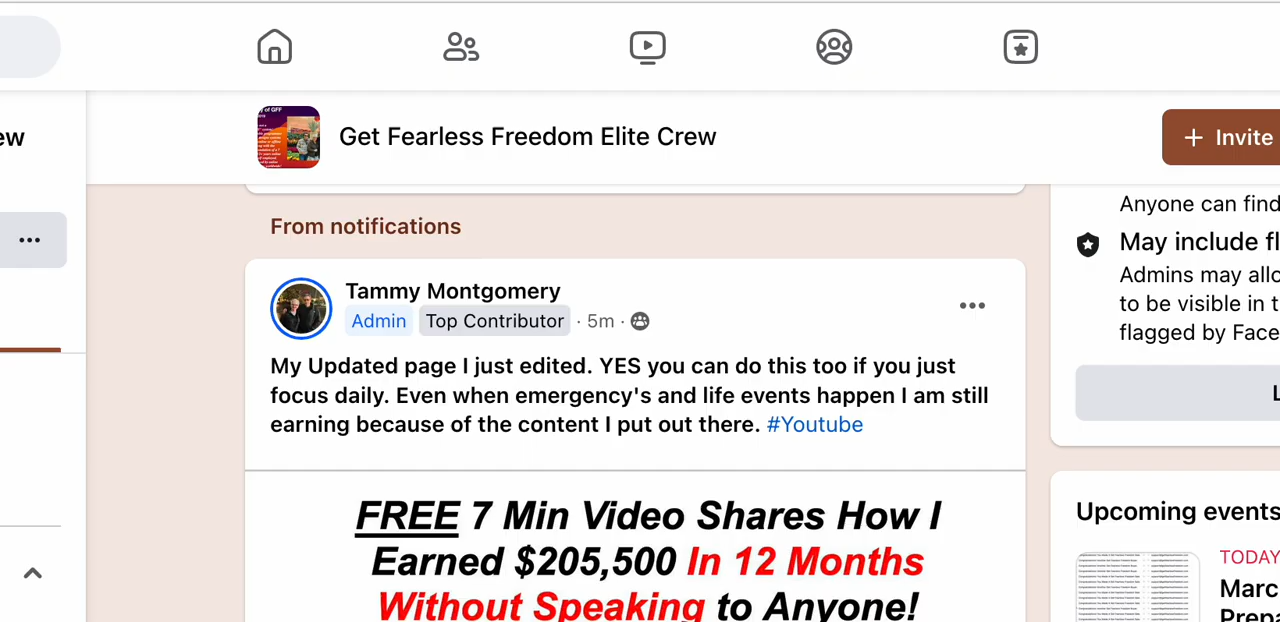 ew
Get Fearless Freedom Elite Crew
+ Invite
From notifications
Tammy Montgomery
Admin Top Contributor · 5m ·
My Updated page I just edited. YES you can do this too if you just
focus daily. Even when emergency's and life events happen I am still
earning because of the content I put out there. #Youtube
FREE 7 Min Video Shares How I
Earned $205,500 In 12 Months
Without Speaking to Anyone!
Anyone can find
May include fl
Admins may allo
to be visible in t
flagged by Face
Upcoming events
TODAY
Marc
Prepa